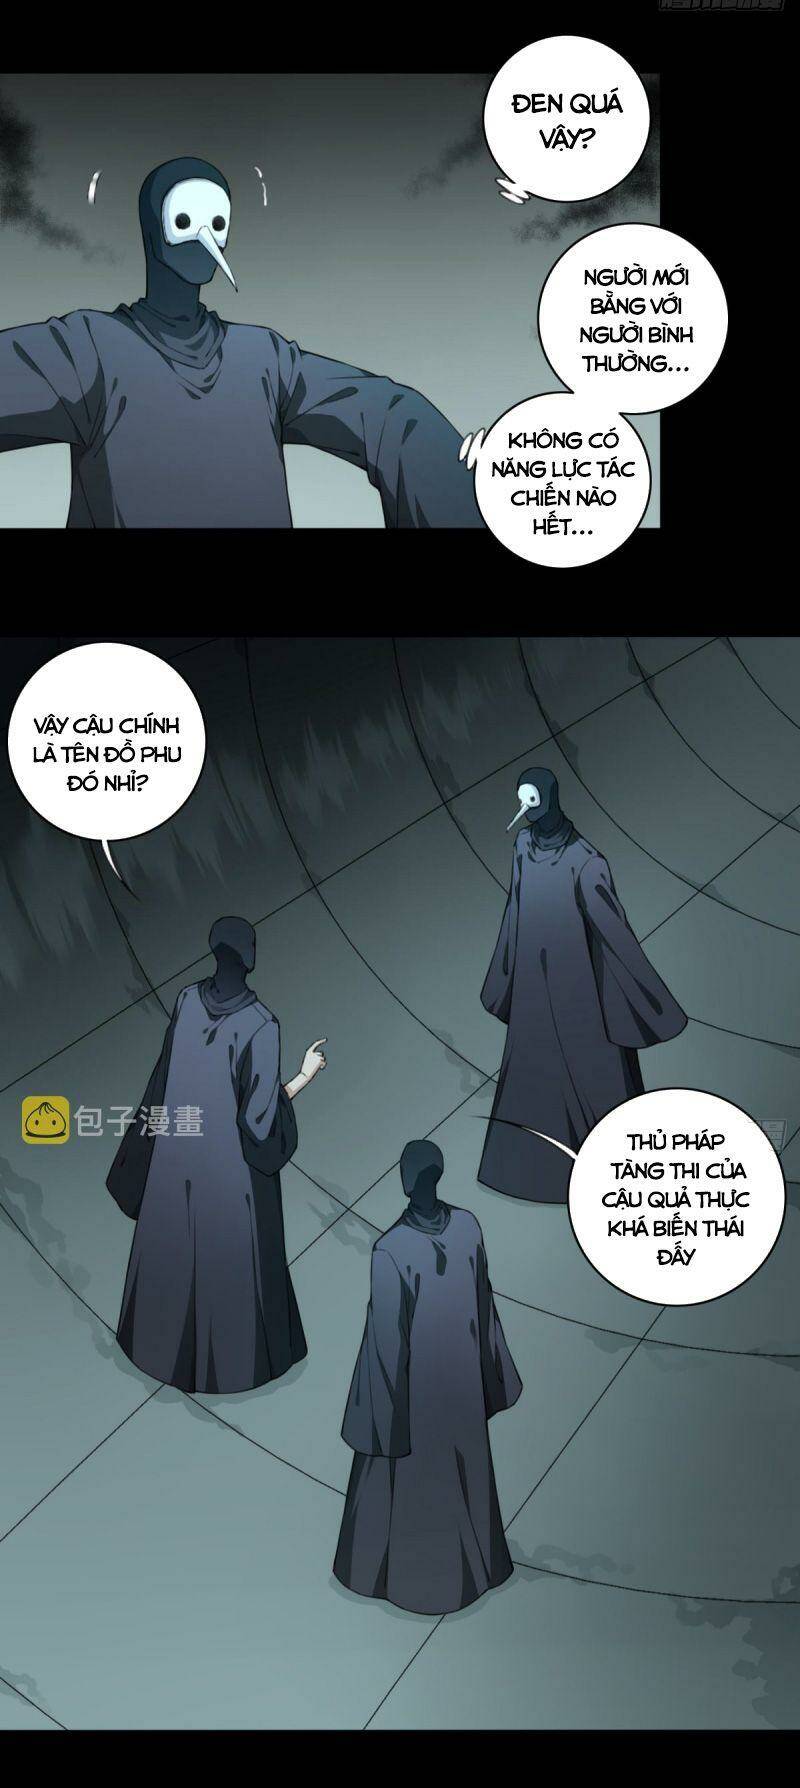 ĐEN QUÁ
VẬY?
NGƯỜI MỚI
BẰNG VỚI
NGƯỜI BÌNH
THƯỜNG...
KHÔNG CÓ
NĂNG LỰC TÁC
CHIẾN NÀO
HẾT...
VẬY CẬU CHÍNH
LÀ TÊN ĐỒ PHU
ĐÓ NHỈ?
包子漫畫
THỦ PHÁP
TÀNG THI CỦA
CẬU QUẢ THỰC
KHÁ BIẾN THÁI
ĐẤY